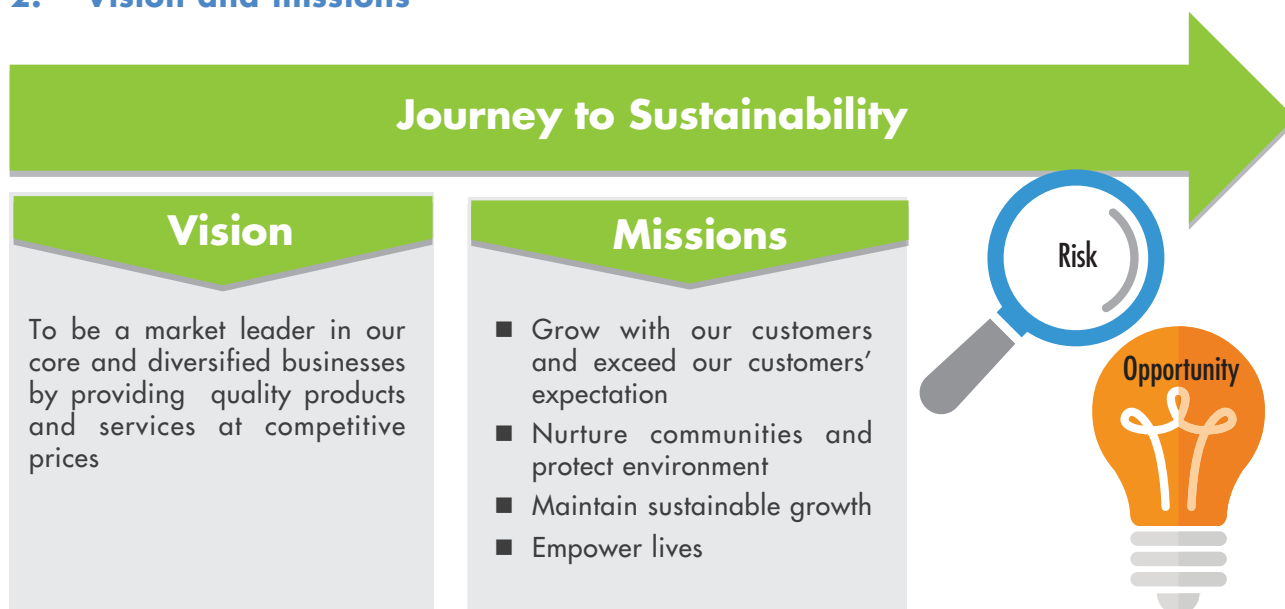 2. Vision and missions
Journey to Sustainability
Vision
To be a market leader in our
core and diversified businesses
by providing quality products
and services at competitive
prices
Missions
■ Grow with our customers
and exceed our customers’
expectation
■ Nurture communities and
protect environment
■ Maintain sustainable growth
■ Empower lives
Risk
Opportunity